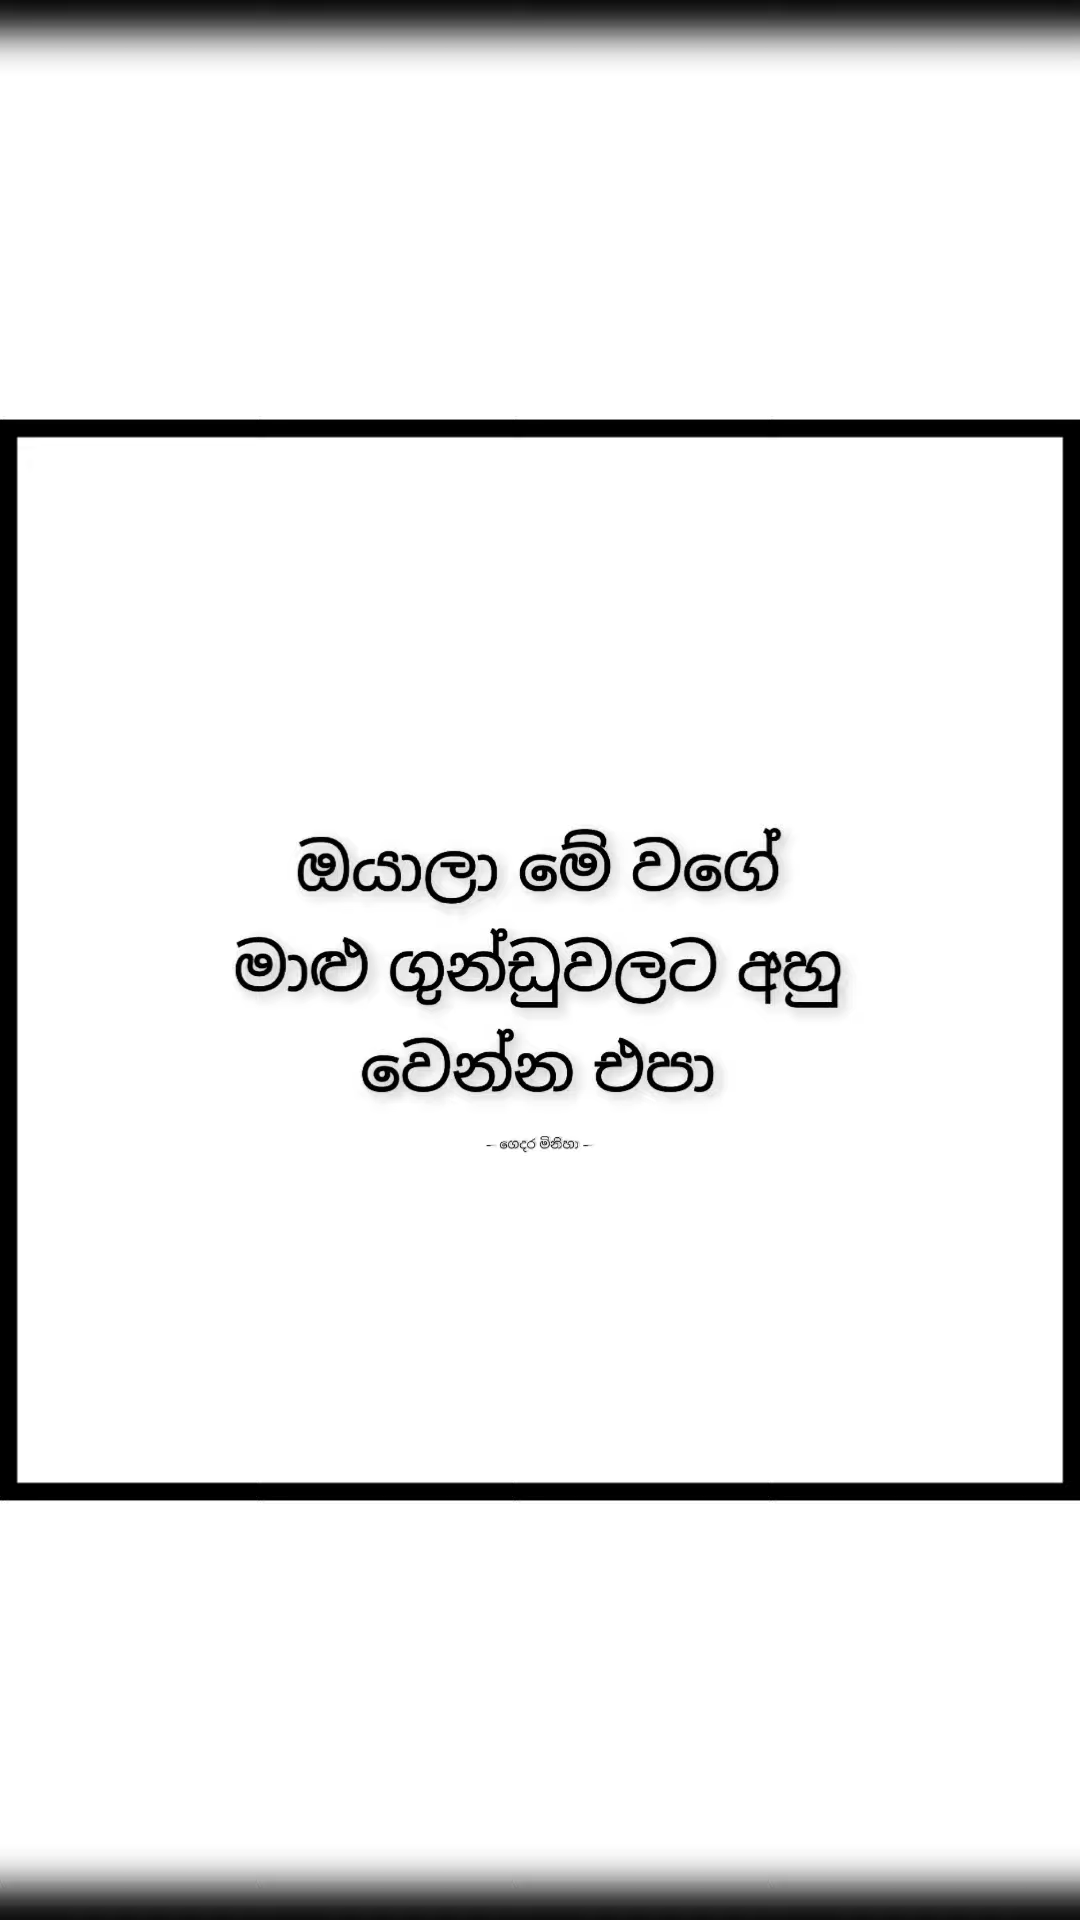 ඔයාලා මේ වගේ
මාළු ගුන්ඩුවලට අහු
වෙන්න එපා
- ගෙදර මිනිහා -